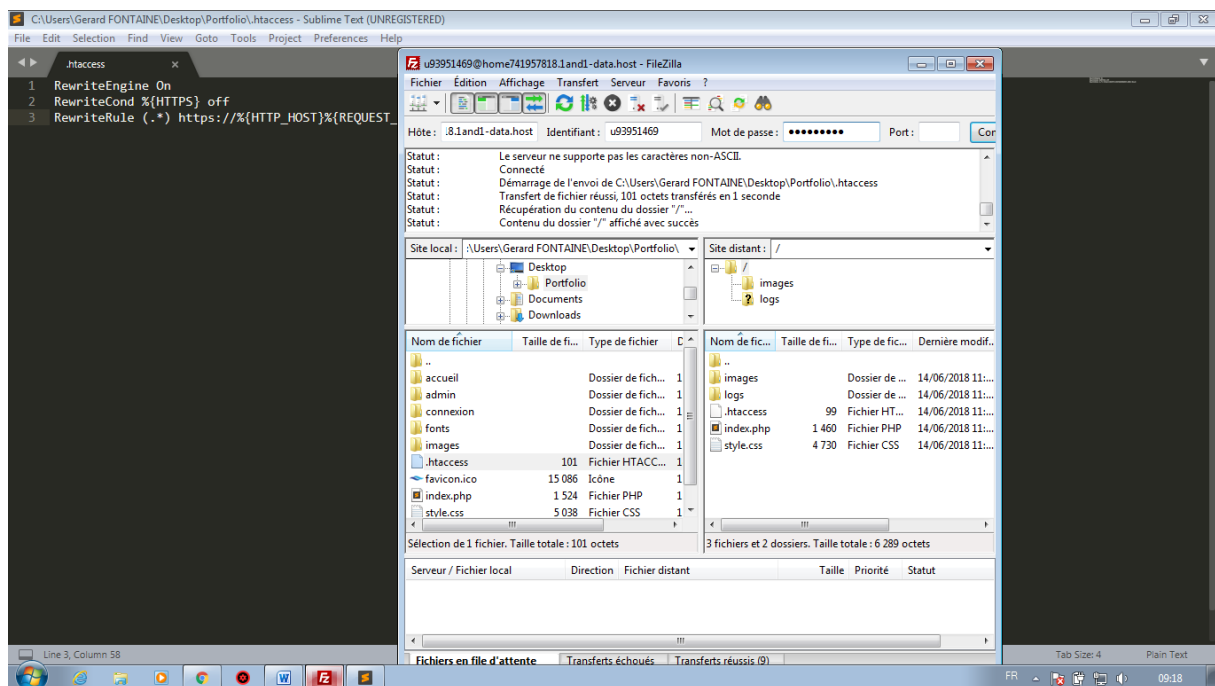 C:\Users\Gerard FONTAINE\Desktop\Portfolio\.htaccess - Sublime Text (UNREGISTERED)
File Edit Selection Find View Goto Tools Project Preferences Help
.htaccess
1 RewriteEngine On
2 RewriteCond %{HTTPS} off
3 RewriteRule (.*) https://%{HTTP_HOST}%{REQUEST_
u93951469@home741957818.1and1-data.host - FileZilla
Fichier Édition Affichage Transfert Serveur Favoris ?
Hôte : :8.1and1-data.host Identifiant : u93951469 Mot de passe : ●●●●●●●●● Port : Cor
Statut : Le serveur ne supporte pas les caractères non-ASCII.
Statut : Connecté
Statut : Démarrage de l'envoi de C:\Users\Gerard FONTAINE\Desktop\Portfolio\.htaccess
Statut : Transfert de fichier réussi, 101 octets transférés en 1 seconde
Statut : Récupération du contenu du dossier "/"...
Statut : Contenu du dossier "/" affiché avec succès
Site local : :\Users\Gerard FONTAINE\Desktop\Portfolio\ Site distant : /
Desktop
Portfolio
Documents
Downloads
/
images
? logs
Nom de fichier Taille de fi... Type de fichier D
..
accueil Dossier de fich... 1
admin Dossier de fich... 1
connexion Dossier de fich... 1
fonts Dossier de fich... 1
images Dossier de fich... 1
.htaccess 101 Fichier HTACC... 1
favicon.ico 15 086 Icône 1
index.php 1 524 Fichier PHP 1
style.css 5 038 Fichier CSS 1
Sélection de 1 fichier. Taille totale : 101 octets
Nom de fic... Taille de fi... Type de fic... Dernière modif..
..
images Dossier de ... 14/06/2018 11:...
logs Dossier de ... 14/06/2018 11:...
.htaccess 99 Fichier HT... 14/06/2018 11:...
index.php 1 460 Fichier PHP 14/06/2018 11:...
style.css 4 730 Fichier CSS 14/06/2018 11:...
3 fichiers et 2 dossiers. Taille totale : 6 289 octets
Serveur / Fichier local Direction Fichier distant Taille Priorité Statut
Fichiers en file d'attente Transferts échoués Transferts réussis (9)
Line 3, Column 58 Tab Size: 4 Plain Text
FR 09:18